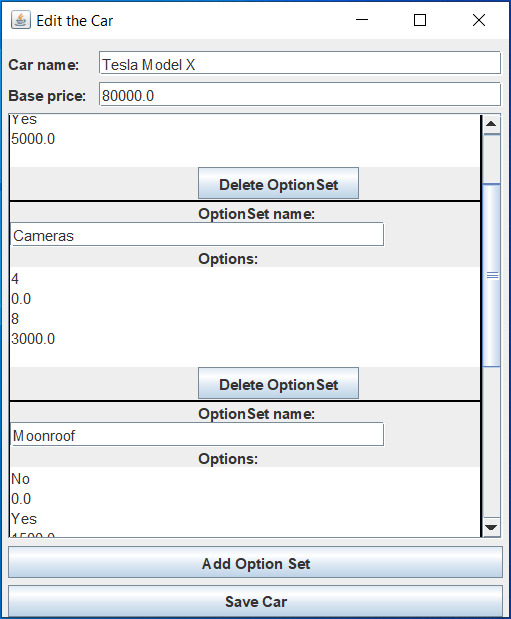 Edit the Car
Car name: Tesla Model X
Base price: 80000.0
Yes
5000.0
Delete OptionSet
OptionSet name:
Cameras
Options:
4
0.0
8
3000.0
Delete OptionSet
OptionSet name:
Moonroof
Options:
No
0.0
Yes
1500.0
Add Option Set
Save Car